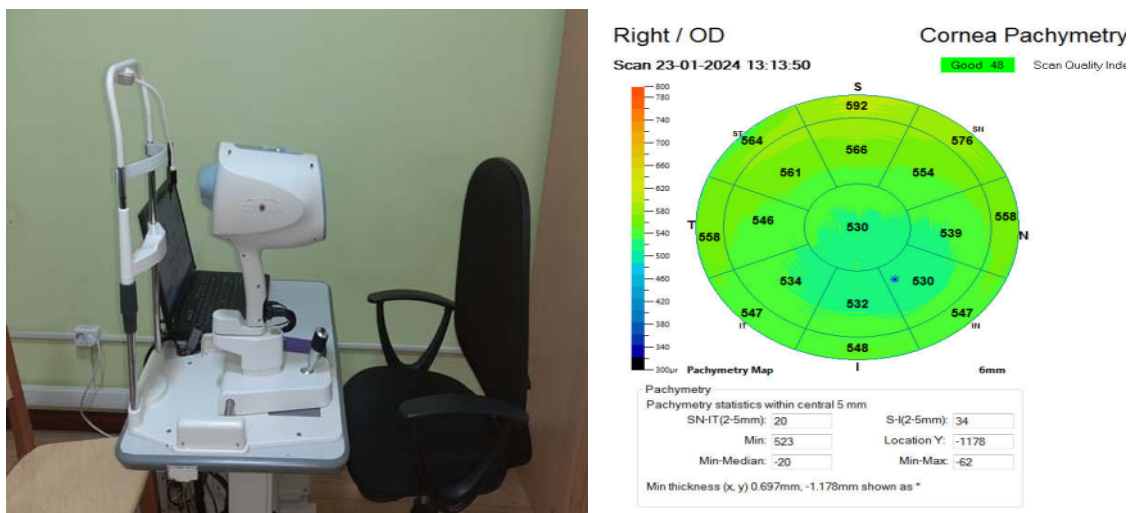 Right / OD
Cornea Pachymetry
Scan 23-01-2024 13:13:50
Good 48
Scan Quality Inde
800
780
740
700
660
620
580
540
500
460
420
380
340
300μr
S
592
ST
564
SN
576
566
561
554
T
558
546
530
539
558
N
534
530
532
547
IT
547
IN
548
I
Pachymetry Map
6mm
Pachymetry
Pachymetry statistics within central 5 mm
SN-IT(2-5mm): 20
S-I(2-5mm): 34
Min: 523
Location Y: -1178
Min-Median: -20
Min-Max: -62
Min thickness (x, y) 0.697mm, -1.178mm shown as *